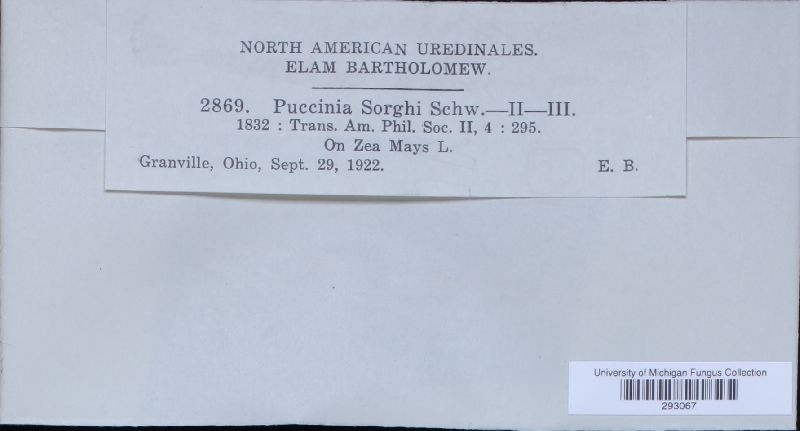 NORTH AMERICAN UREDINALES.
ELAM BARTHOLOMEW.
2869. Puccinia Sorghi Schw.—II—III.
1832 : Trans. Am. Phil. Soc. II, 4 : 295.
On Zea Mays L.
Granville, Ohio, Sept. 29, 1922. E. B.
University of Michigan Fungus Collection
293067